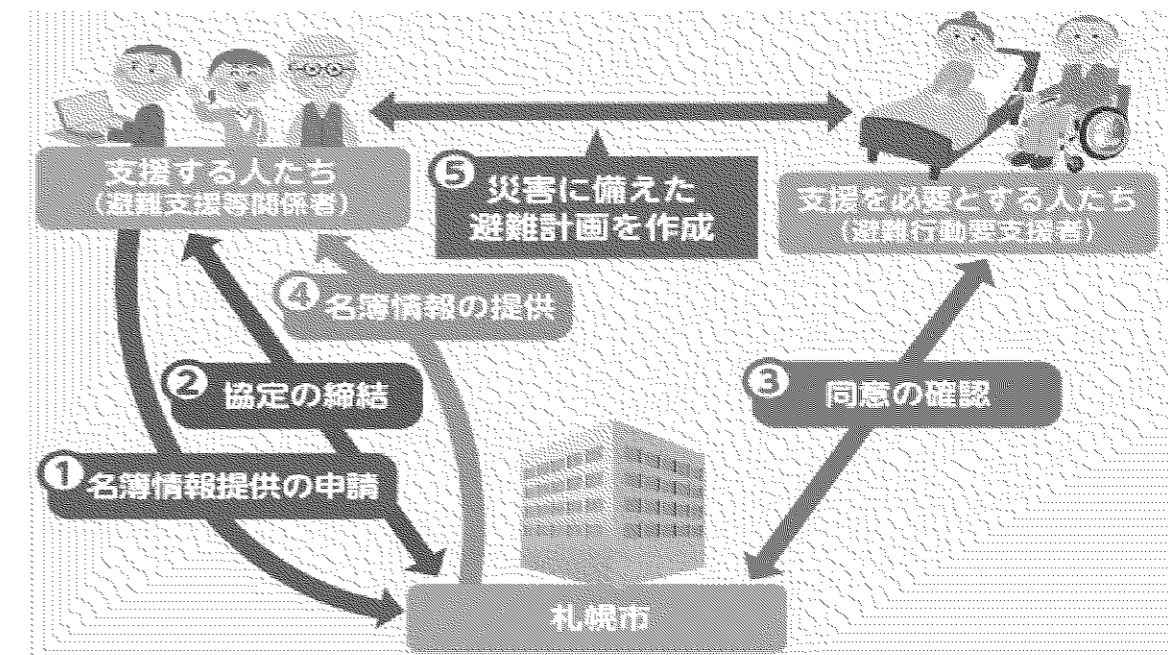 支援する人たち
(避難支援等関係者)
⑤ 災害に備えた
避難計画を作成
支援を必要とする人たち
(避難行動要支援者)
④ 名簿情報の提供
② 協定の締結
③ 同意の確認
① 名簿情報提供の申請
札幌市